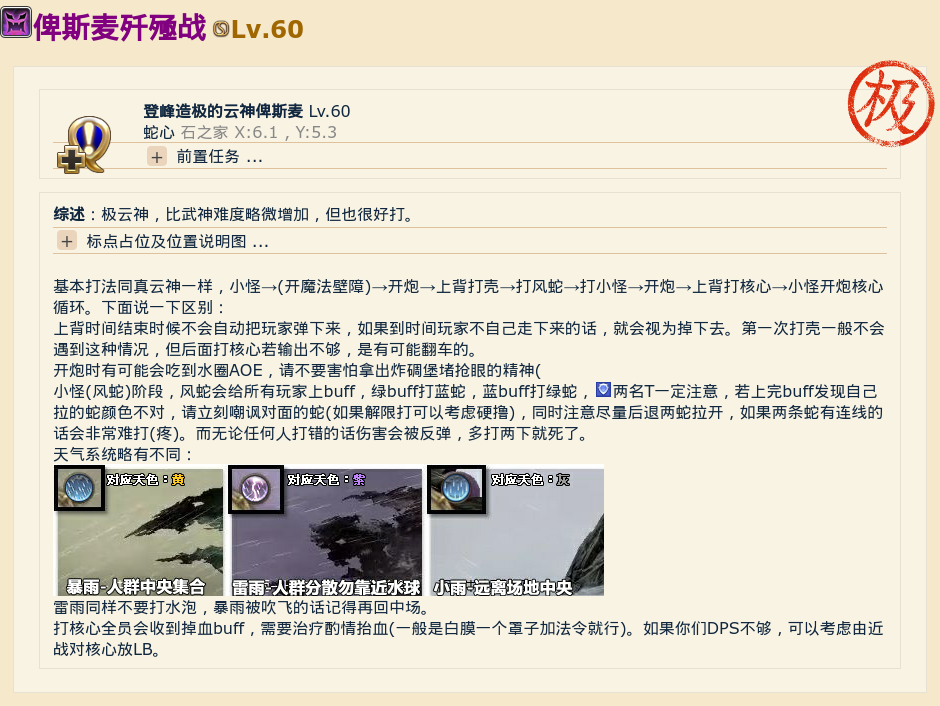 俾斯麦歼殛战 Lv.60
极
登峰造极的云神俾斯麦 Lv.60
蛇心 石之家 X:6.1 , Y:5.3
+ 前置任务 ...
综述：极云神，比武神难度略微增加，但也很好打。
+ 标点占位及位置说明图 ...
基本打法同真云神一样，小怪→(开魔法壁障)→开炮→上背打壳→打风蛇→打小怪→开炮→上背打核心→小怪开炮核心
循环。下面说一下区别：
上背时间结束时候不会自动把玩家弹下来，如果到时间玩家不自己走下来的话，就会视为掉下去。第一次打壳一般不会
遇到这种情况，但后面打核心若输出不够，是有可能翻车的。
开炮时有可能会吃到水圈AOE，请不要害怕拿出炸碉堡堵抢眼的精神(
小怪(风蛇)阶段，风蛇会给所有玩家上buff，绿buff打蓝蛇，蓝buff打绿蛇，两名T一定注意，若上完buff发现自己
拉的蛇颜色不对，请立刻嘲讽对面的蛇(如果解限打可以考虑硬撸)，同时注意尽量后退两蛇拉开，如果两条蛇有连线的
话会非常难打(疼)。而无论任何人打错的话伤害会被反弹，多打两下就死了。
天气系统略有不同：
对应天色：黄
对应天色：紫
对应天色：灰
暴雨-人群中央集合
雷雨-人群分散勿靠近水球
小雨-远离场地中央
雷雨同样不要打水泡，暴雨被吹飞的话记得再回中场。
打核心全员会收到掉血buff，需要治疗酌情抬血(一般是白膜一个罩子加法令就行)。如果你们DPS不够，可以考虑由近
战对核心放LB。